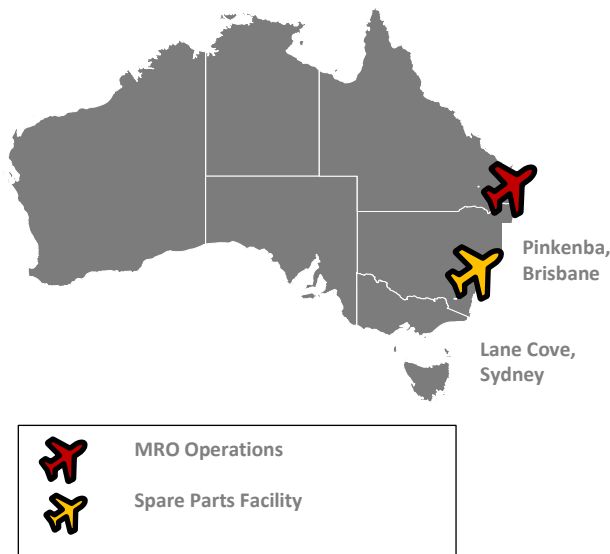 Pinkenba,
Brisbane
Lane Cove,
Sydney
MRO Operations
Spare Parts Facility